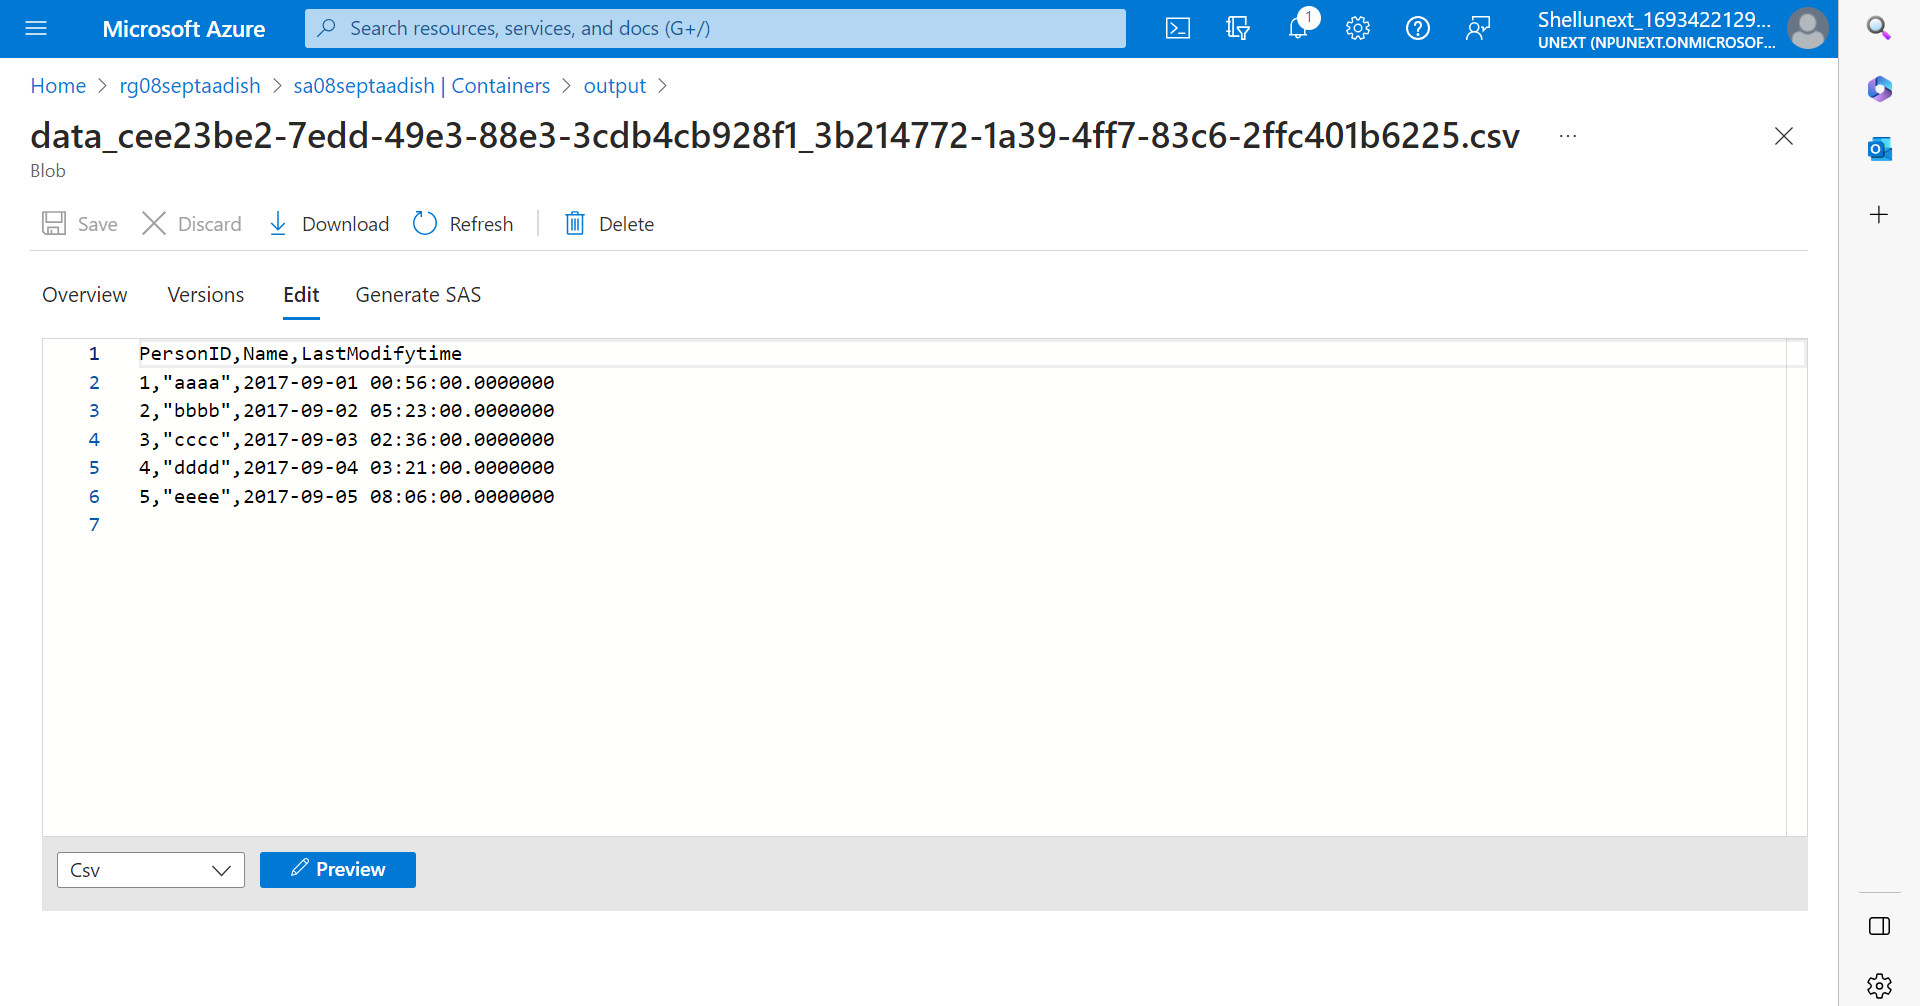 Microsoft Azure
Search resources, services, and docs (G+/)
1
Shellunext_1693422129...
UNEXT (NPUNEXT.ONMICROSOF...
Home > rg08septaadish > sa08septaadish | Containers > output >
data_cee23be2-7edd-49e3-88e3-3cdb4cb928f1_3b214772-1a39-4ff7-83c6-2ffc401b6225.csv ...
Blob
Save Discard Download Refresh Delete
Overview Versions Edit Generate SAS
1 PersonID,Name,LastModifytime
2 1,"aaaa",2017-09-01 00:56:00.0000000
3 2,"bbbb",2017-09-02 05:23:00.0000000
4 3,"cccc",2017-09-03 02:36:00.0000000
5 4,"dddd",2017-09-04 03:21:00.0000000
6 5,"eeee",2017-09-05 08:06:00.0000000
7
Csv Preview